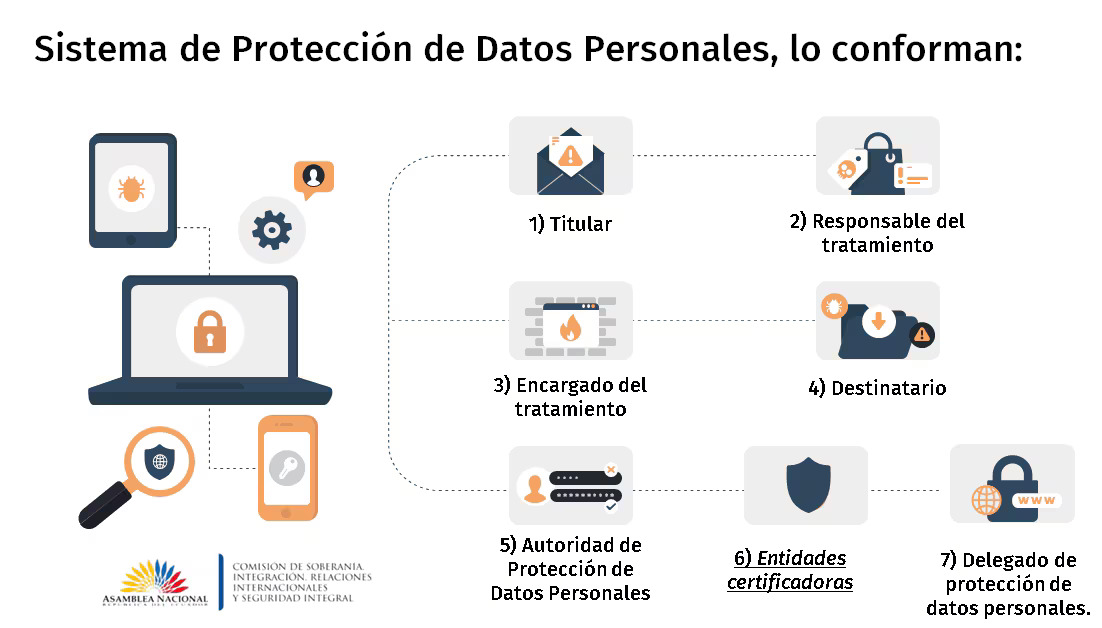 Sistema de Protección de Datos Personales, lo conforman:
1) Titular
2) Responsable del
tratamiento
3) Encargado del
tratamiento
4) Destinatario
5) Autoridad de
Protección de
Datos Personales
6) Entidades
certificadoras
www
7) Delegado de
protección de
datos personales.
ASAMBLEA NACIONAL
REPÚBLICA DEL ECUADOR
COMISIÓN DE SOBERANÍA,
INTEGRACIÓN, RELACIONES
INTERNACIONALES
Y SEGURIDAD INTEGRAL